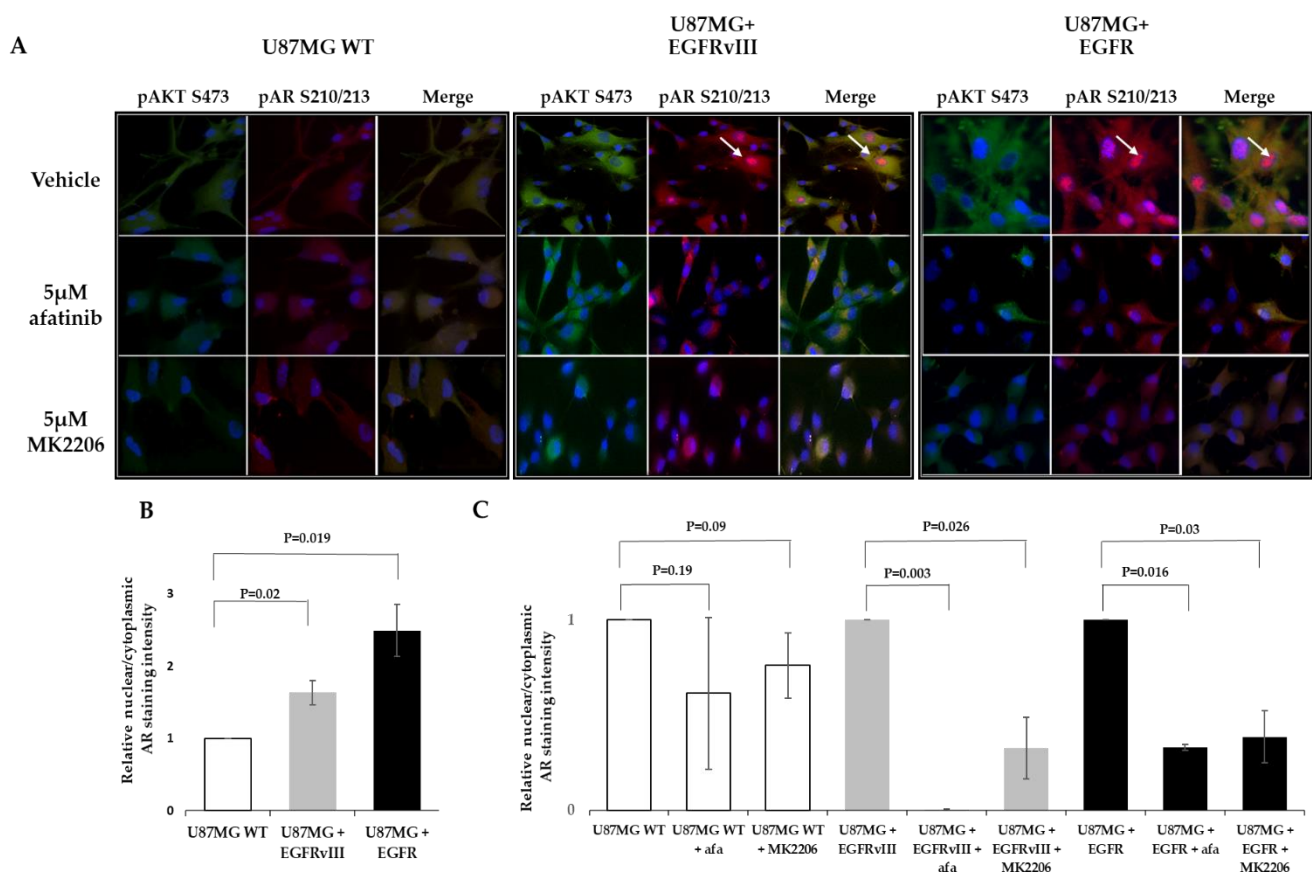 A
U87MG WT
U87MG+
EGFRvIII
U87MG+
EGFR
pAKT S473 pAR S210/213 Merge
pAKT S473 pAR S210/213 Merge
pAKT S473 pAR S210/213 Merge
Vehicle
5µM
afatinib
5µM
MK2206
B
Relative nuclear/cytoplasmic
AR staining intensity
3
2
1
0
P=0.019
P=0.02
U87MG WT
U87MG +
EGFRvIII
U87MG +
EGFR
C
Relative nuclear/cytoplasmic
AR staining intensity
1
0
P=0.09
P=0.19
P=0.026
P=0.003
P=0.03
P=0.016
U87MG WT
U87MG WT
+ afa
U87MG WT
+ MK2206
U87MG +
EGFRvIII
U87MG +
EGFRvIII +
afa
U87MG +
EGFRvIII +
MK2206
U87MG +
EGFR
U87MG +
EGFR + afa
U87MG +
EGFR +
MK2206